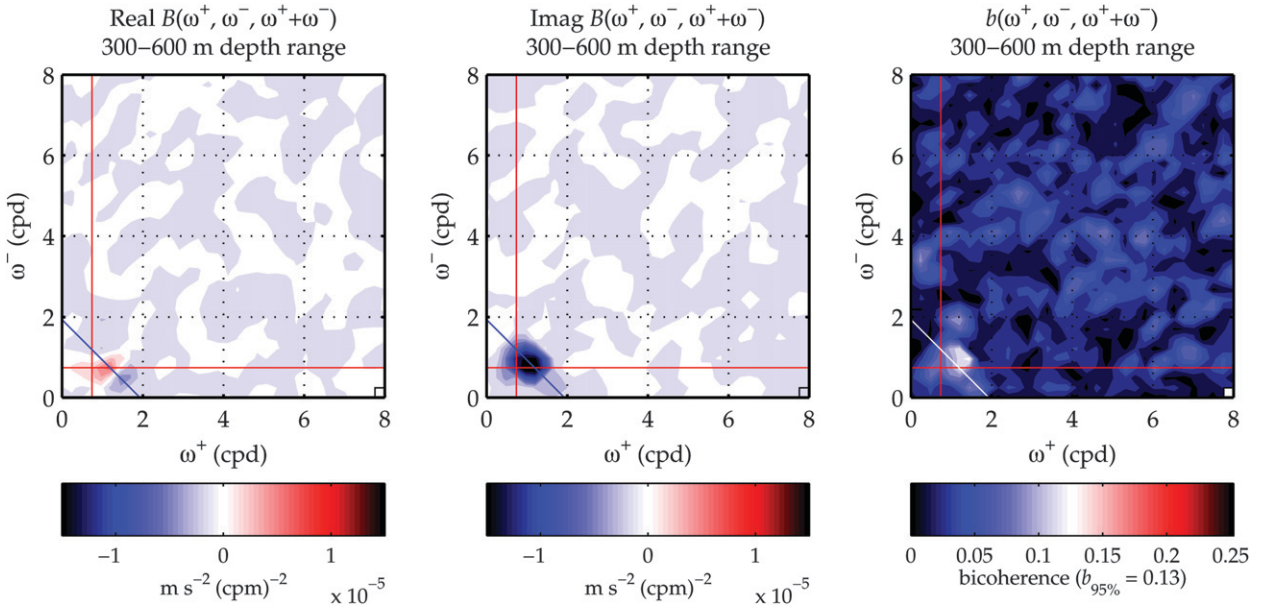 Real B(ω⁺, ω⁻, ω⁺+ω⁻)
300–600 m depth range
8
6
4
2
0
ω⁻ (cpd)
0 2 4 6 8
ω⁺ (cpd)
−1 0 1
m s⁻² (cpm)⁻² x 10⁻⁵
Imag B(ω⁺, ω⁻, ω⁺+ω⁻)
300–600 m depth range
8
6
4
2
0
ω⁻ (cpd)
0 2 4 6 8
ω⁺ (cpd)
−1 0 1
m s⁻² (cpm)⁻² x 10⁻⁵
b(ω⁺, ω⁻, ω⁺+ω⁻)
300–600 m depth range
8
6
4
2
0
ω⁻ (cpd)
0 2 4 6 8
ω⁺ (cpd)
0 0.05 0.1 0.15 0.2 0.25
bicoherence (b95% = 0.13)